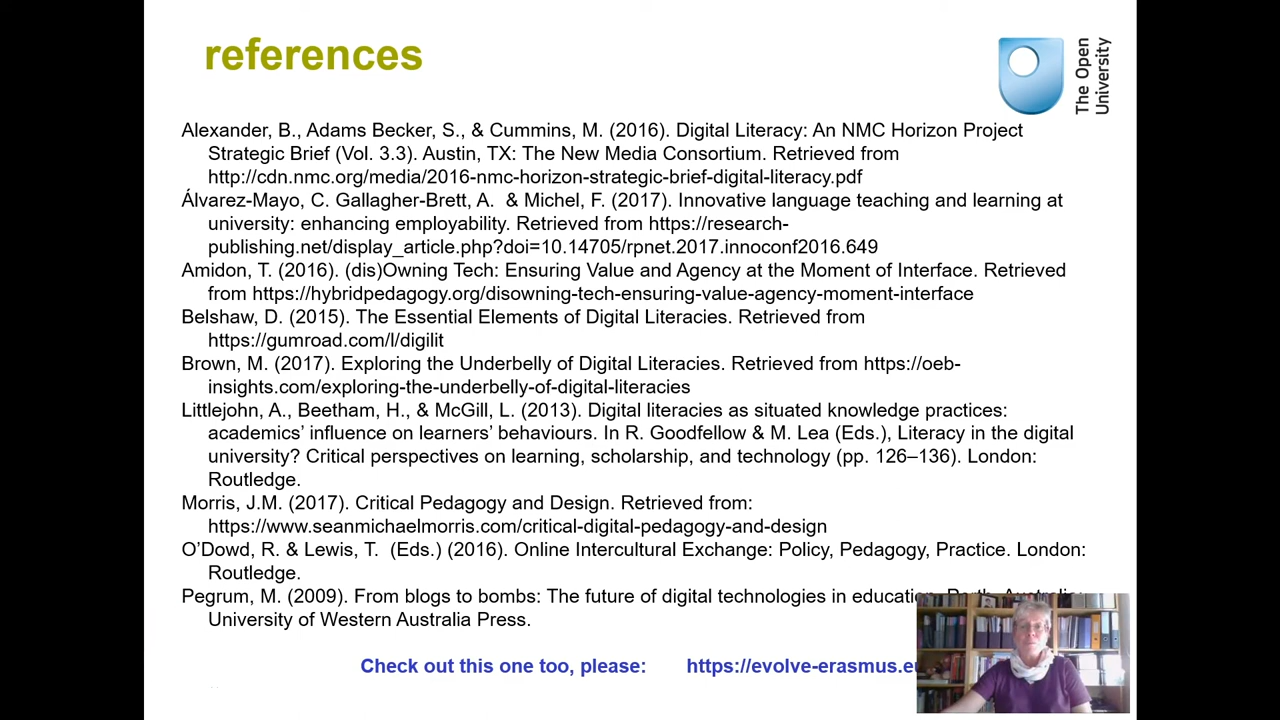 references
The Open
University
Alexander, B., Adams Becker, S., & Cummins, M. (2016). Digital Literacy: An NMC Horizon Project
Strategic Brief (Vol. 3.3). Austin, TX: The New Media Consortium. Retrieved from
http://cdn.nmc.org/media/2016-nmc-horizon-strategic-brief-digital-literacy.pdf
Álvarez-Mayo, C. Gallagher-Brett, A.  & Michel, F. (2017). Innovative language teaching and learning at
university: enhancing employability. Retrieved from https://research-
publishing.net/display_article.php?doi=10.14705/rpnet.2017.innoconf2016.649
Amidon, T. (2016). (dis)Owning Tech: Ensuring Value and Agency at the Moment of Interface. Retrieved
from https://hybridpedagogy.org/disowning-tech-ensuring-value-agency-moment-interface
Belshaw, D. (2015). The Essential Elements of Digital Literacies. Retrieved from
https://gumroad.com/l/digilit
Brown, M. (2017). Exploring the Underbelly of Digital Literacies. Retrieved from https://oeb-
insights.com/exploring-the-underbelly-of-digital-literacies
Littlejohn, A., Beetham, H., & McGill, L. (2013). Digital literacies as situated knowledge practices:
academics’ influence on learners’ behaviours. In R. Goodfellow & M. Lea (Eds.), Literacy in the digital
university? Critical perspectives on learning, scholarship, and technology (pp. 126–136). London:
Routledge.
Morris, J.M. (2017). Critical Pedagogy and Design. Retrieved from:
https://www.seanmichaelmorris.com/critical-digital-pedagogy-and-design
O’Dowd, R. & Lewis, T.  (Eds.) (2016). Online Intercultural Exchange: Policy, Pedagogy, Practice. London:
Routledge.
Pegrum, M. (2009). From blogs to bombs: The future of digital technologies in
University of Western Australia Press.
Check out this one too, please: https://evolve-erasmus.eu